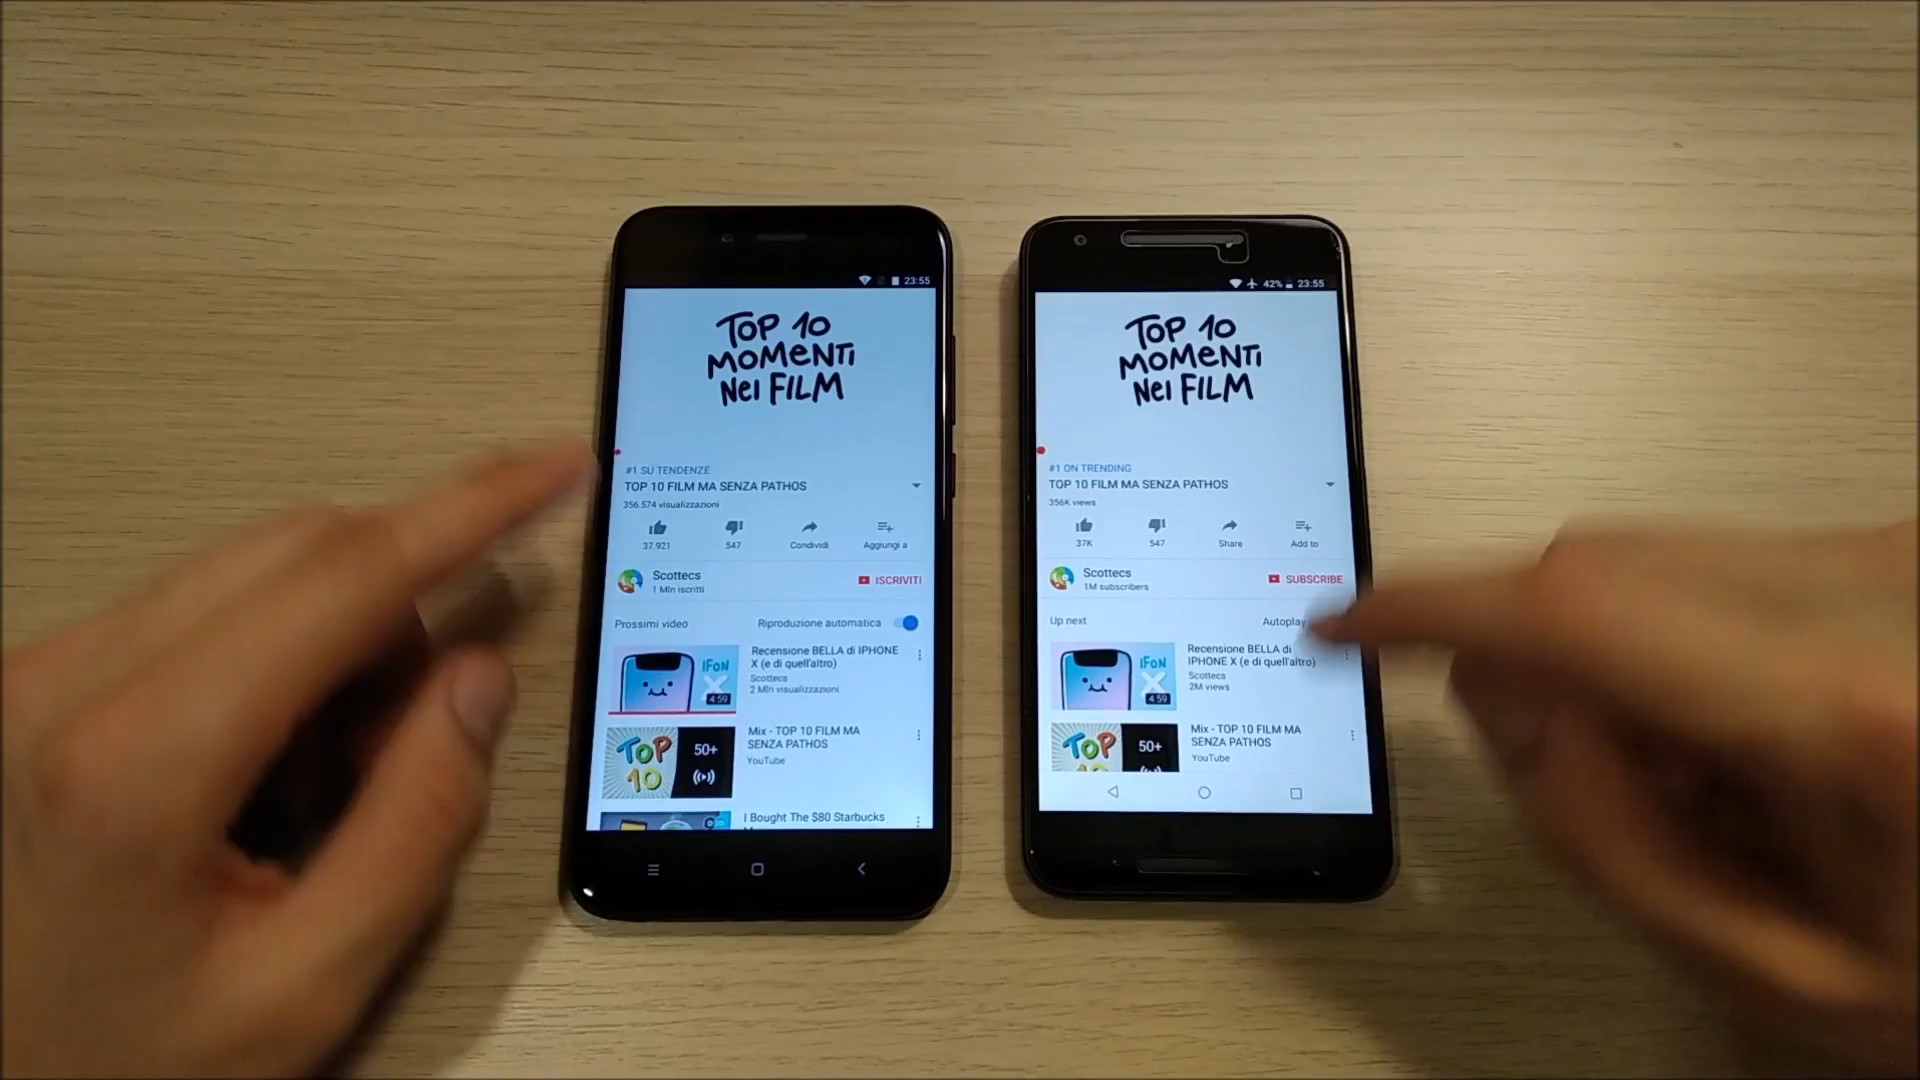 23:55
TOP 10
MOMENTI
NEI FILM
#1 SU TENDENZE
TOP 10 FILM MA SENZA PATHOS
356.574 visualizzazioni
37.921
547
Condividi
Aggiungi a
Scottecs
1 Mln iscritti
ISCRIVITI
Prossimi video
Riproduzione automatica
IFON
X
4:59
Recensione BELLA di IPHONE
X (e di quell'altro)
Scottecs
2 Mln visualizzazioni
TOP
10
50+
Mix - TOP 10 FILM MA
SENZA PATHOS
YouTube
I Bought The $80 Starbucks
42% 23:55
TOP 10
MOMENTI
NEI FILM
#1 ON TRENDING
TOP 10 FILM MA SENZA PATHOS
356K views
37K
547
Share
Add to
Scottecs
1M subscribers
SUBSCRIBE
Up next
Autoplay
IFON
X
4:59
Recensione BELLA di
IPHONE X (e di quell'altro)
Scottecs
2M views
TOP
10
50+
Mix - TOP 10 FILM MA
SENZA PATHOS
YouTube